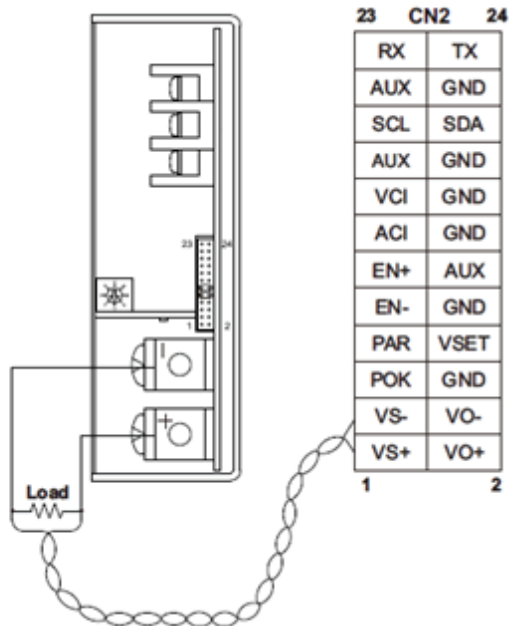 23 CN2 24
RX TX
AUX GND
SCL SDA
AUX GND
VCI GND
ACI GND
EN+ AUX
EN- GND
PAR VSET
POK GND
VS- VO-
VS+ VO+
1 2
23 24
1 2
-
+
Load